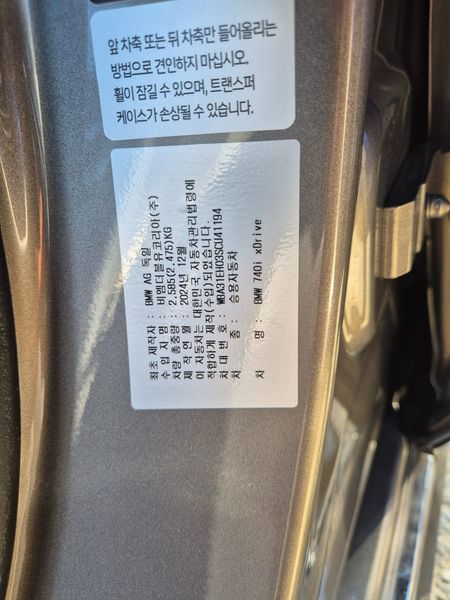 앞 차축 또는 뒤 차축만 들어올리는
방법으로 견인하지 마십시오.
휠이 잠길 수 있으며, 트랜스퍼
케이스가 손상될 수 있습니다.
최초 제작자 : BMW AG 독일
수 입 사 명 : 비엠더블유코리아(주)
차량 총중량 : 2,585(2,475)KG
제 작 연 월 : 2024년 12월
이 자동차는 대한민국 자동차관리법령에
적합하게 제작(수입)되었습니다.
차 대 번 호 : WBA31EH03SCU41194
차 종 : 승용자동차
차 명 : BMW 740i xDrive